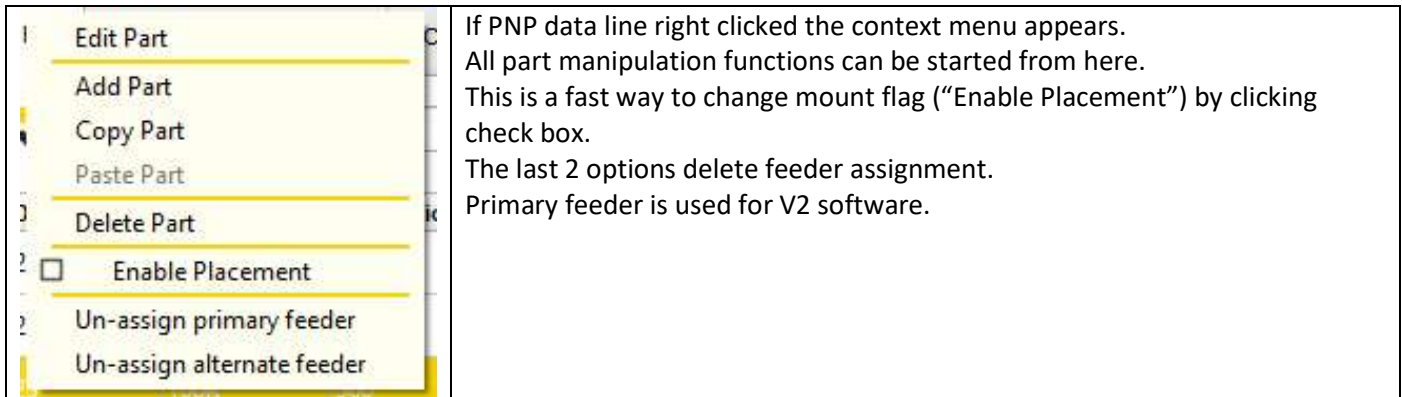 Edit Part
Add Part
Copy Part
Paste Part
Delete Part
Enable Placement
Un-assign primary feeder
Un-assign alternate feeder
If PNP data line right clicked the context menu appears.
All part manipulation functions can be started from here.
This is a fast way to change mount flag (“Enable Placement”) by clicking
check box.
The last 2 options delete feeder assignment.
Primary feeder is used for V2 software.